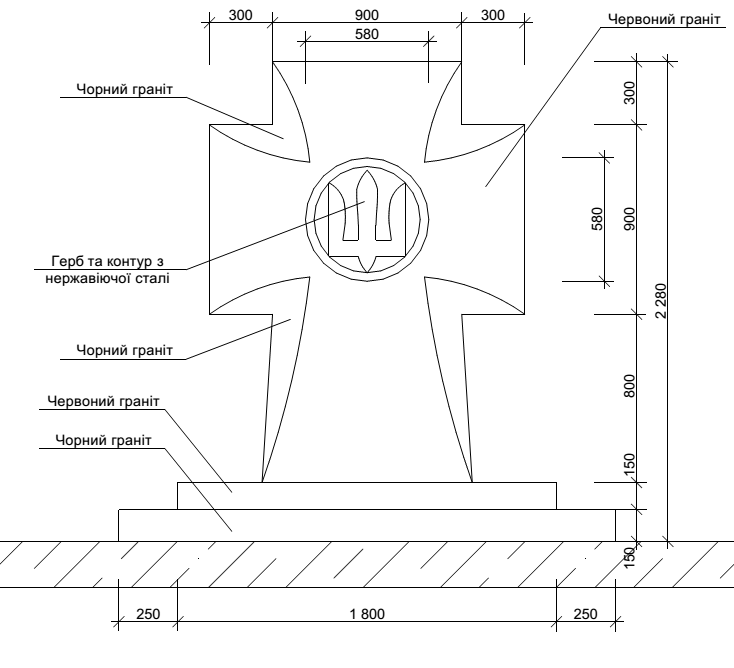 300
900
300
580
Червоний граніт
Чорний граніт
300
580
900
2 280
Герб та контур з
нержавіючої сталі
Чорний граніт
800
Червоний граніт
Чорний граніт
150
150
250
1 800
250